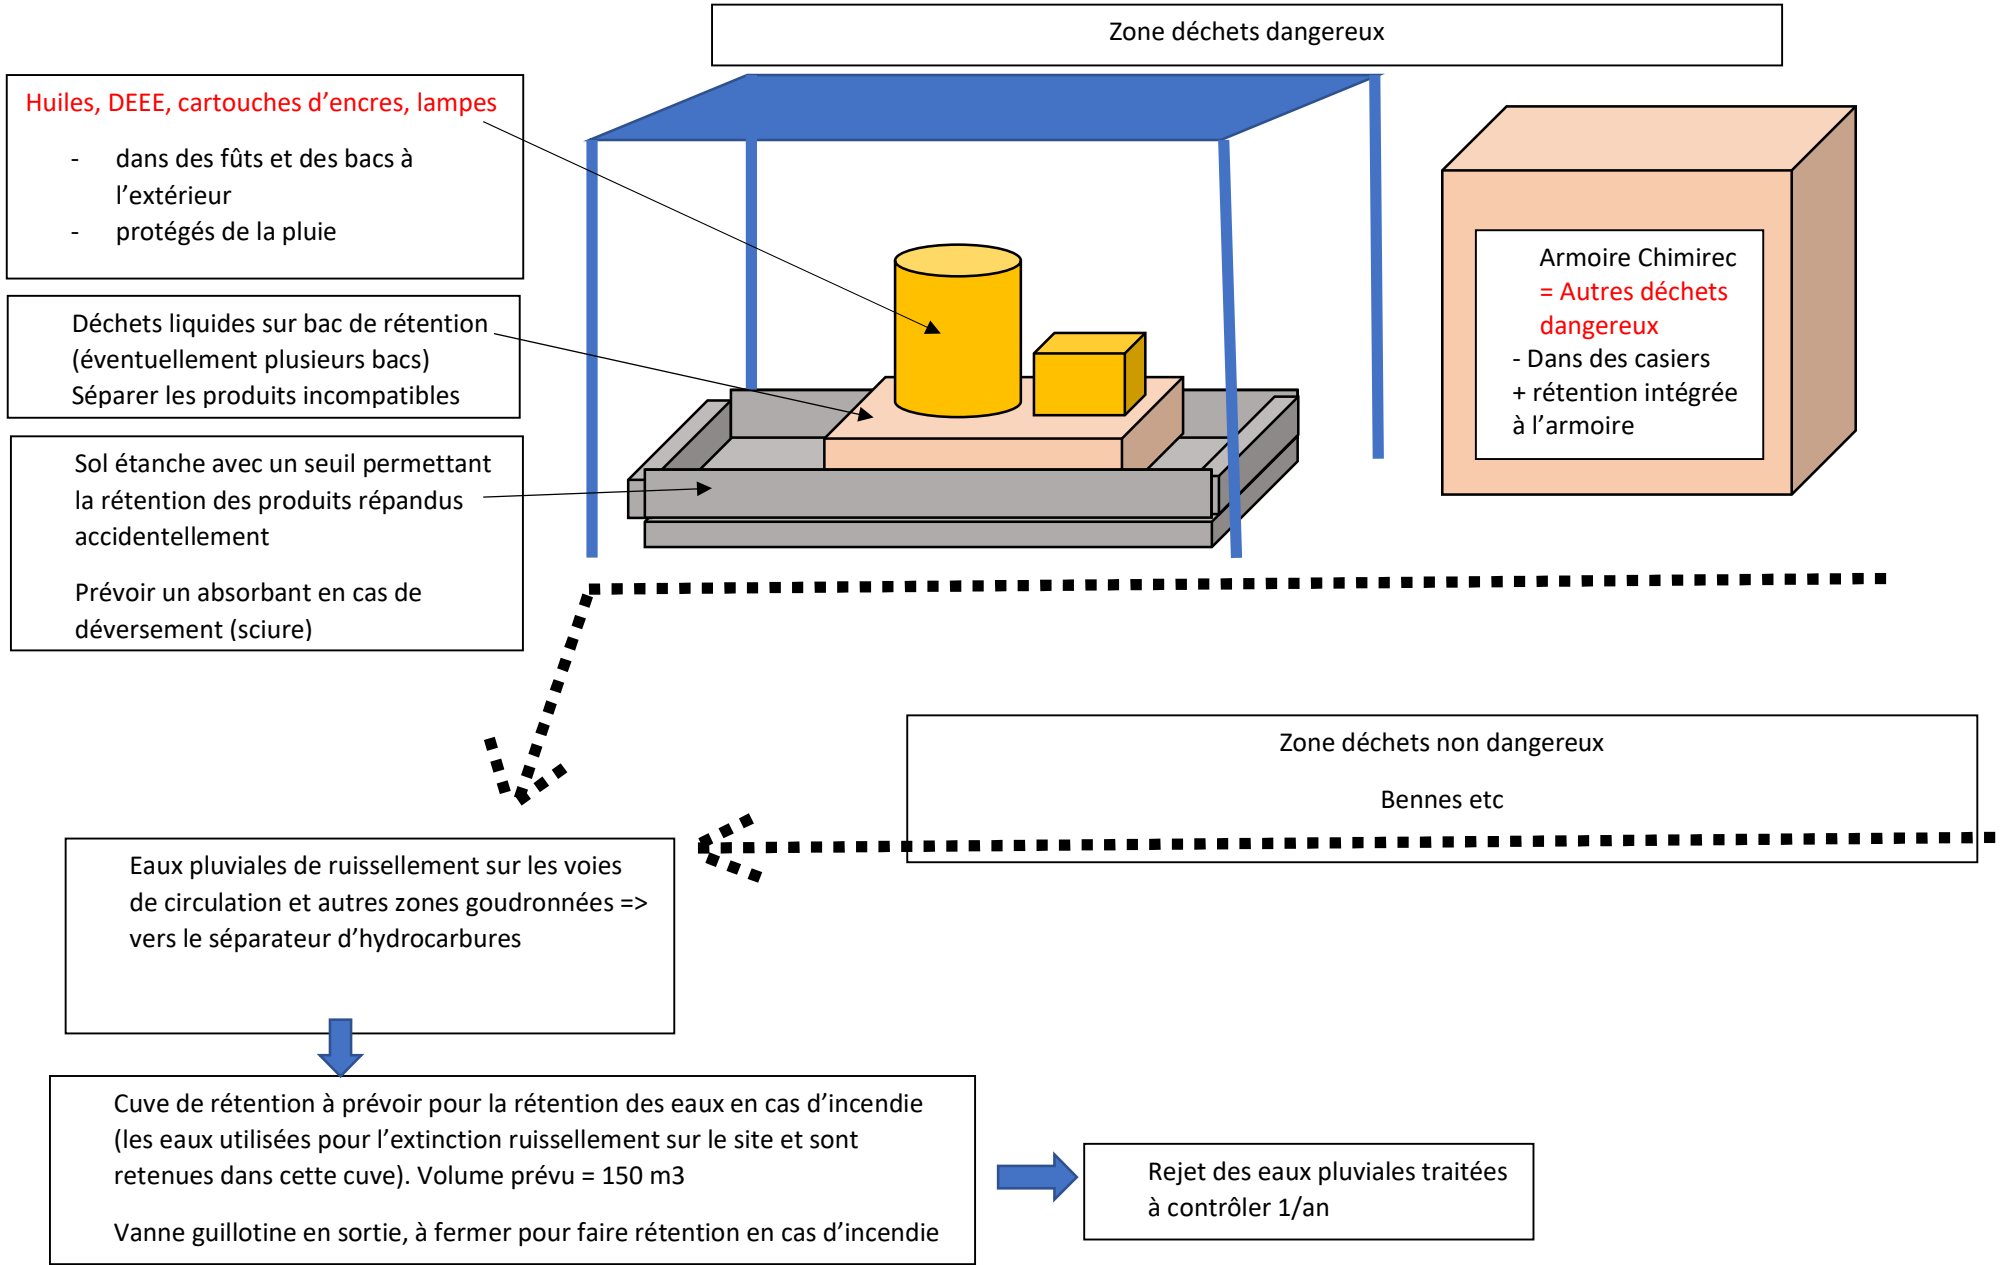 Zone déchets dangereux
Huiles, DEEE, cartouches d'encres, lampes
- dans des fûts et des bacs à
l'extérieur
- protégés de la pluie
Déchets liquides sur bac de rétention
(éventuellement plusieurs bacs)
Séparer les produits incompatibles
Sol étanche avec un seuil permettant
la rétention des produits répandus
accidentellement
Prévoir un absorbant en cas de
déversement (sciure)
Armoire Chimirec
= Autres déchets
dangereux
- Dans des casiers
+ rétention intégrée
à l'armoire
Zone déchets non dangereux
Bennes etc
Eaux pluviales de ruissellement sur les voies
de circulation et autres zones goudronnées =>
vers le séparateur d'hydrocarbures
Cuve de rétention à prévoir pour la rétention des eaux en cas d'incendie
(les eaux utilisées pour l'extinction ruissellement sur le site et sont
retenues dans cette cuve). Volume prévu = 150 m3
Vanne guillotine en sortie, à fermer pour faire rétention en cas d'incendie
Rejet des eaux pluviales traitées
à contrôler 1/an